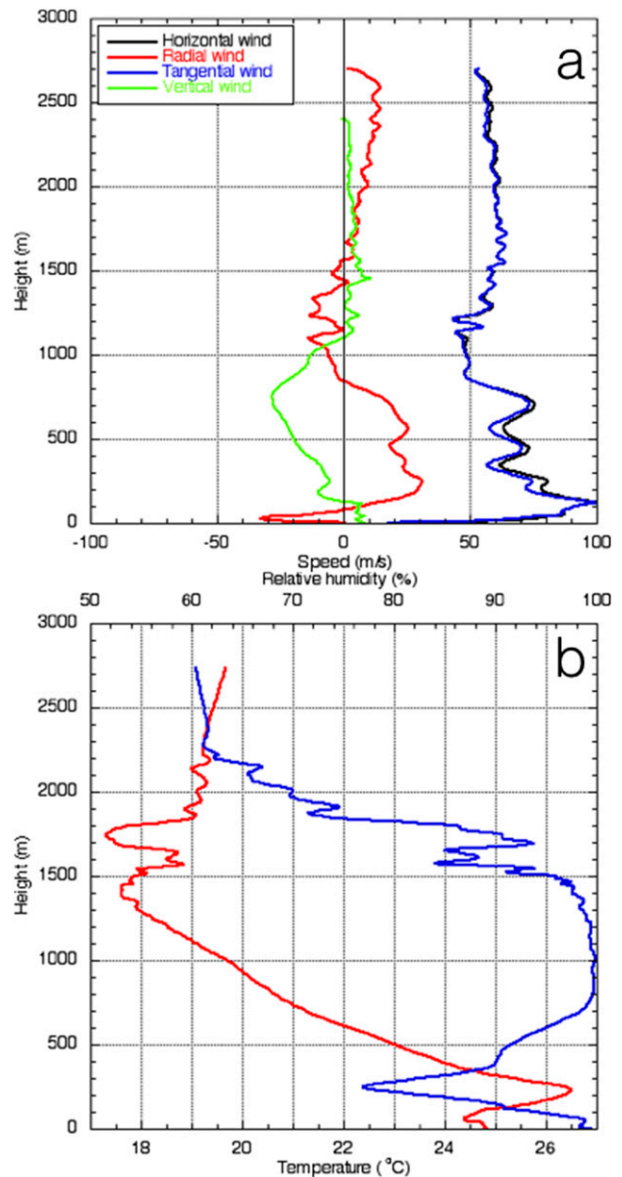 3000
Horizontal wind
Radial wind
Tangential wind
Vertical wind
a
2500
2000
1500
1000
500
0
Height (m)
-100 -50 0 50 100
Speed (m/s)
Relative humidity (%)
50 60 70 80 90 100
b
3000
2500
2000
1500
1000
500
0
Height (m)
18 20 22 24 26
Temperature (°C)